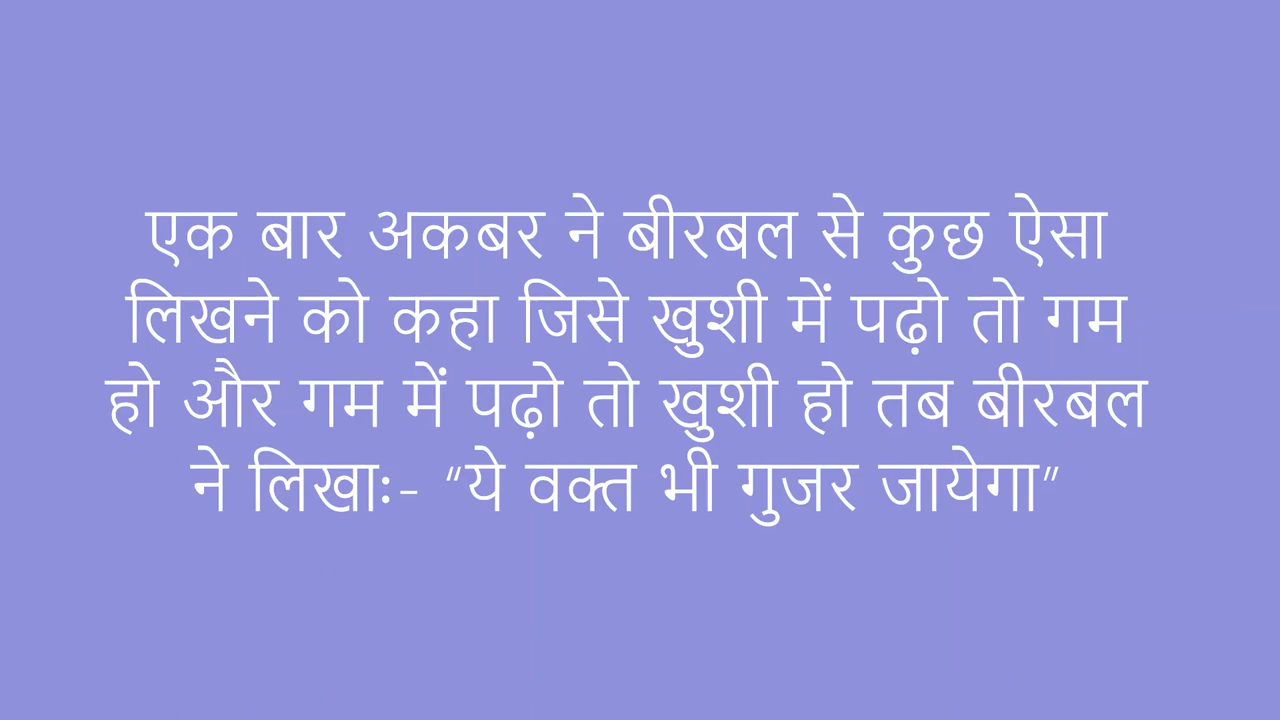 एक बार अकबर ने बीरबल से कुछ ऐसा
लिखने को कहा जिसे खुशी में पढ़ो तो गम
हो और गम में पढ़ो तो खुशी हो तब बीरबल
ने लिखाः- “ये वक्त भी गुजर जायेगा”